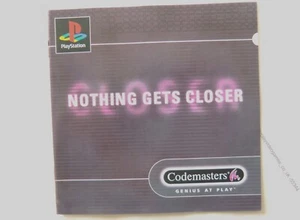 PlayStation
CLOSER
NOTHING GETS CLOSER
Codemasters
GENIUS AT PLAY